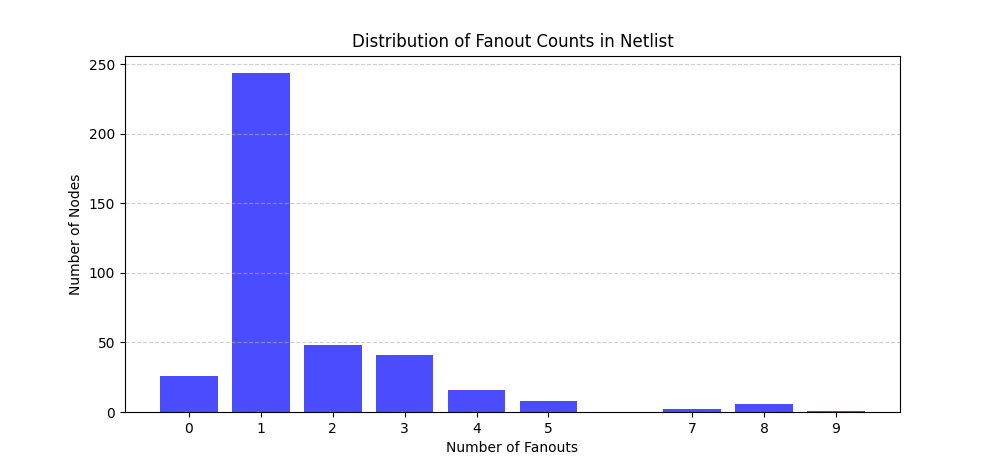 Distribution of Fanout Counts in Netlist
250
200
150
100
50
0
Number of Nodes
0 1 2 3 4 5 7 8 9
Number of Fanouts